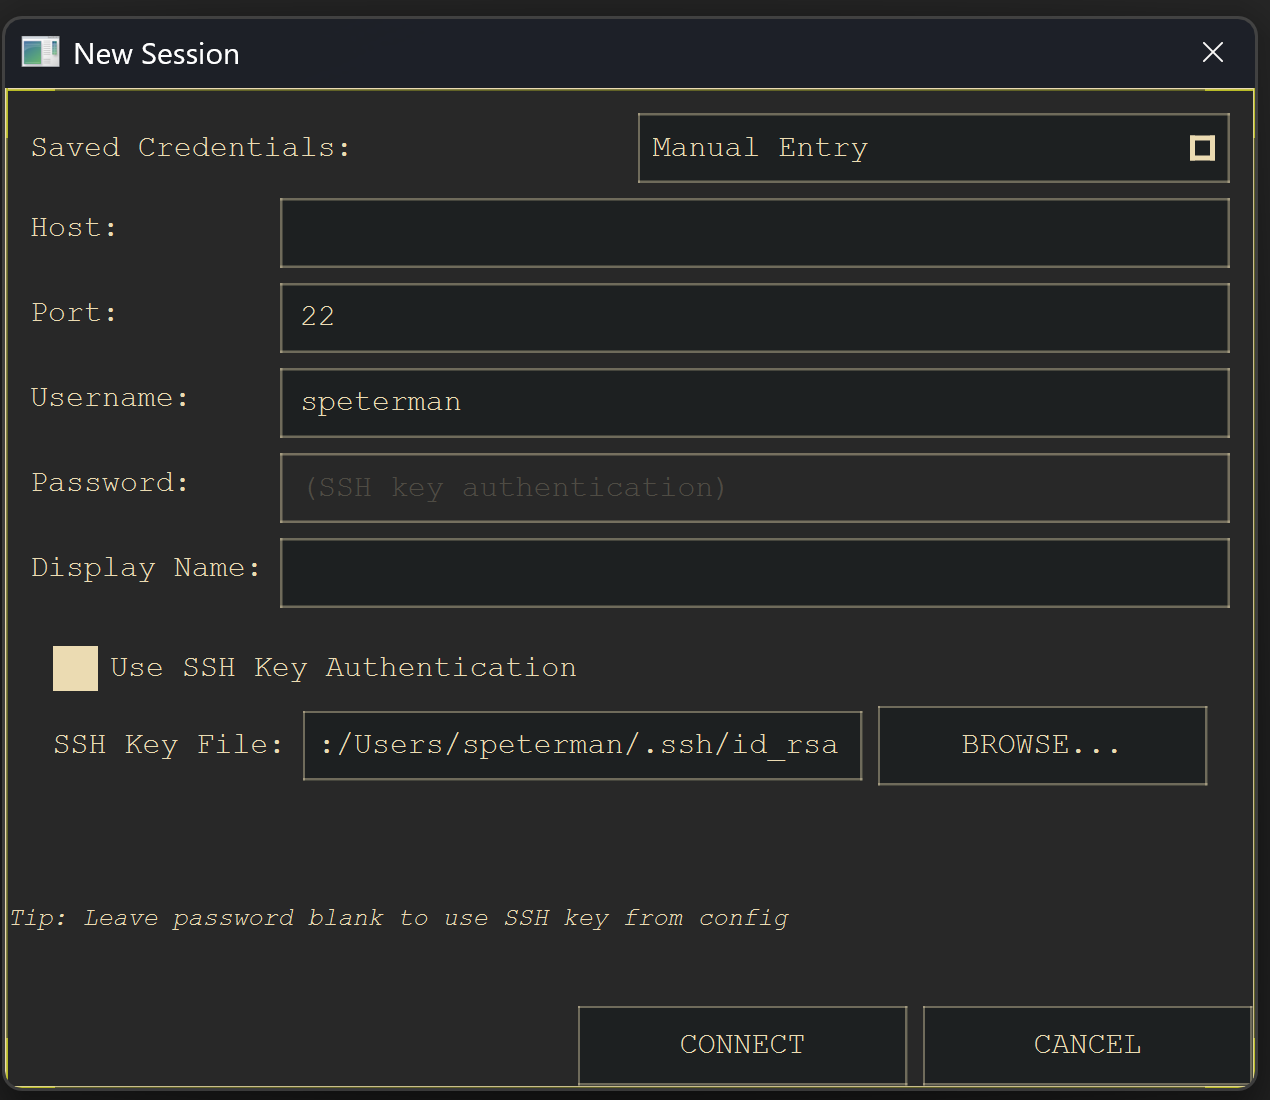 New Session
Saved Credentials: Manual Entry
Host:
Port: 22
Username: speterman
Password: (SSH key authentication)
Display Name:
Use SSH Key Authentication
SSH Key File: :/Users/speterman/.ssh/id_rsa BROWSE...
Tip: Leave password blank to use SSH key from config
CONNECT CANCEL